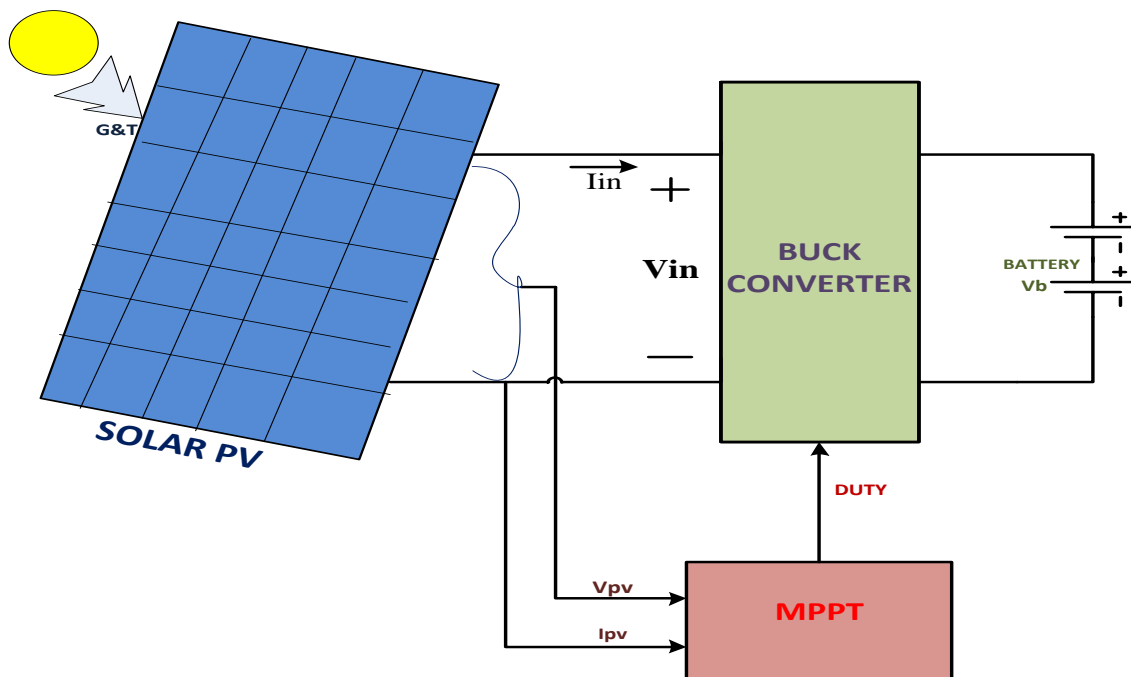 G&T
SOLAR PV
Iin
+
Vin
—
BUCK
CONVERTER
BATTERY
Vb
+
-
+
-
DUTY
Vpv
Ipv
MPPT